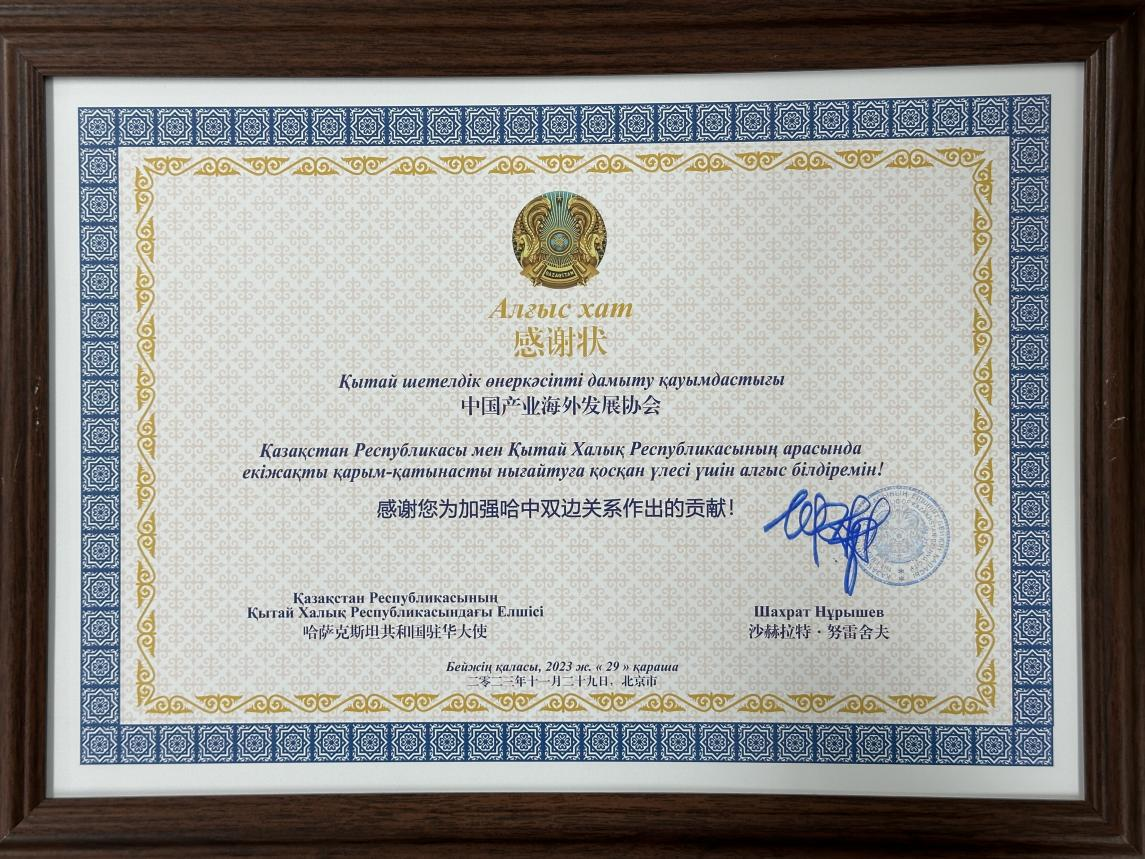 QAZAQSTAN
Алғыс хат
感谢状
Қытай шетелдік өнеркәсіпті дамыту қауымдастығы
中国产业海外发展协会
Қазақстан Республикасы мен Қытай Халық Республикасының арасында
екіжақты қарым-қатынасты нығайтуға қосқан үлесі үшін алғыс білдіремін!
感谢您为加强哈中双边关系作出的贡献！
Қазақстан Республикасының
Қытай Халық Республикасындағы Елшісі
哈萨克斯坦共和国驻华大使
Шахрат Нұрышев
沙赫拉特·努雷舍夫
Бейжің қаласы, 2023 ж. « 29 » қараша
二零二三年十一月二十九日，北京市